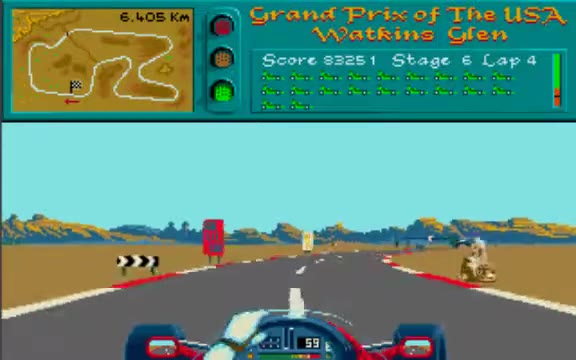 6.405 Km
Grand Prix of The USA
Watkins Glen
Score 83251 Stage 6 Lap 4
59